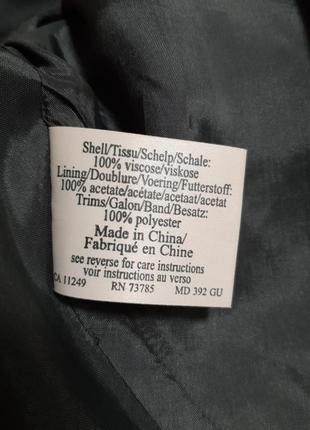 Shell/Tissu/Schelp/Schale:
100% viscose/viskose
Lining/Doublure/Voering/Futterstoff:
100% acetate/acétate/acetaat/acetat
Trims/Galon/Band/Besatz:
100% polyester
Made in China/
Fabriqué en Chine
see reverse for care instructions
voir instructions au verso
CA 11249 RN 73785 MD 392 GU